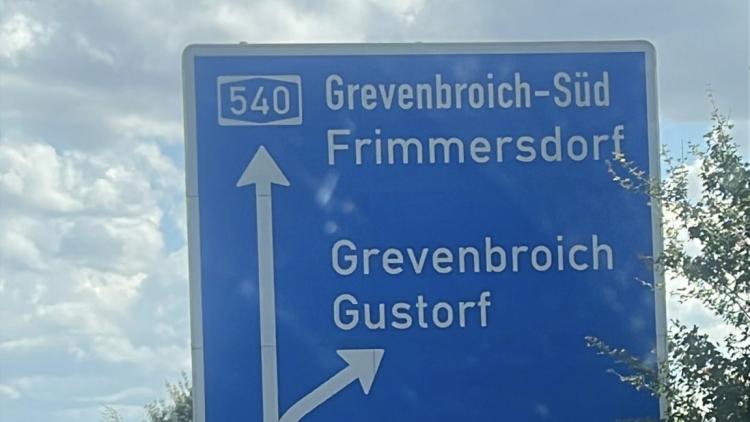 540 Grevenbroich-Süd
Frimmersdorf
Grevenbroich
Gustorf